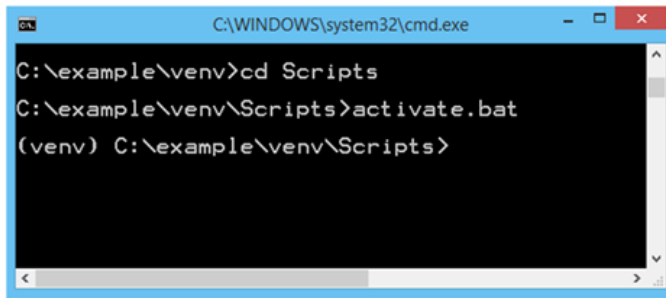 C:\WINDOWS\system32\cmd.exe
C:\example\venv>cd Scripts
C:\example\venv\Scripts>activate.bat
(venv) C:\example\venv\Scripts>